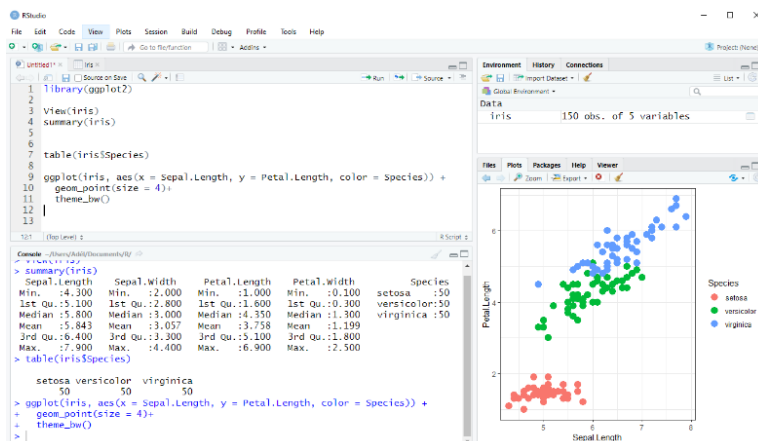 RStudio
File Edit Code View Plots Session Build Debug Profile Tools Help
Go to file/function Addins Project: (None)
Untitled1* Iris
Source on Save Run Source
1 library(ggplot2)
2
3 View(iris)
4 summary(iris)
5
6
7 table(iris$Species)
8
9 ggplot(iris, aes(x = Sepal.Length, y = Petal.Length, color = Species)) +
10 geom_point(size = 4)+
11 theme_bw()
12
13
12:1 (Top Level) R Script
Console
> View(iris)
> summary(iris)
Sepal.Length Sepal.Width Petal.Length Petal.Width Species
Min. :4.300 Min. :2.000 Min. :1.000 Min. :0.100 setosa :50
1st Qu.:5.100 1st Qu.:2.800 1st Qu.:1.600 1st Qu.:0.300 versicolor:50
Median :5.800 Median :3.000 Median :4.350 Median :1.300 virginica :50
Mean :5.843 Mean :3.057 Mean :3.758 Mean :1.199
3rd Qu.:6.400 3rd Qu.:3.300 3rd Qu.:5.100 3rd Qu.:1.800
Max. :7.900 Max. :4.400 Max. :6.900 Max. :2.500
> table(iris$Species)
setosa versicolor virginica
50 50 50
> ggplot(iris, aes(x = Sepal.Length, y = Petal.Length, color = Species)) +
+ geom_point(size = 4)+
+ theme_bw()
>
Environment History Connections
Import Dataset List
Global Environment
Data
iris 150 obs. of 5 variables
Files Plots Packages Help Viewer
Zoom Export
6
4
2
Petal.Length
5 6 7 8
Sepal.Length
Species
setosa
versicolor
virginica